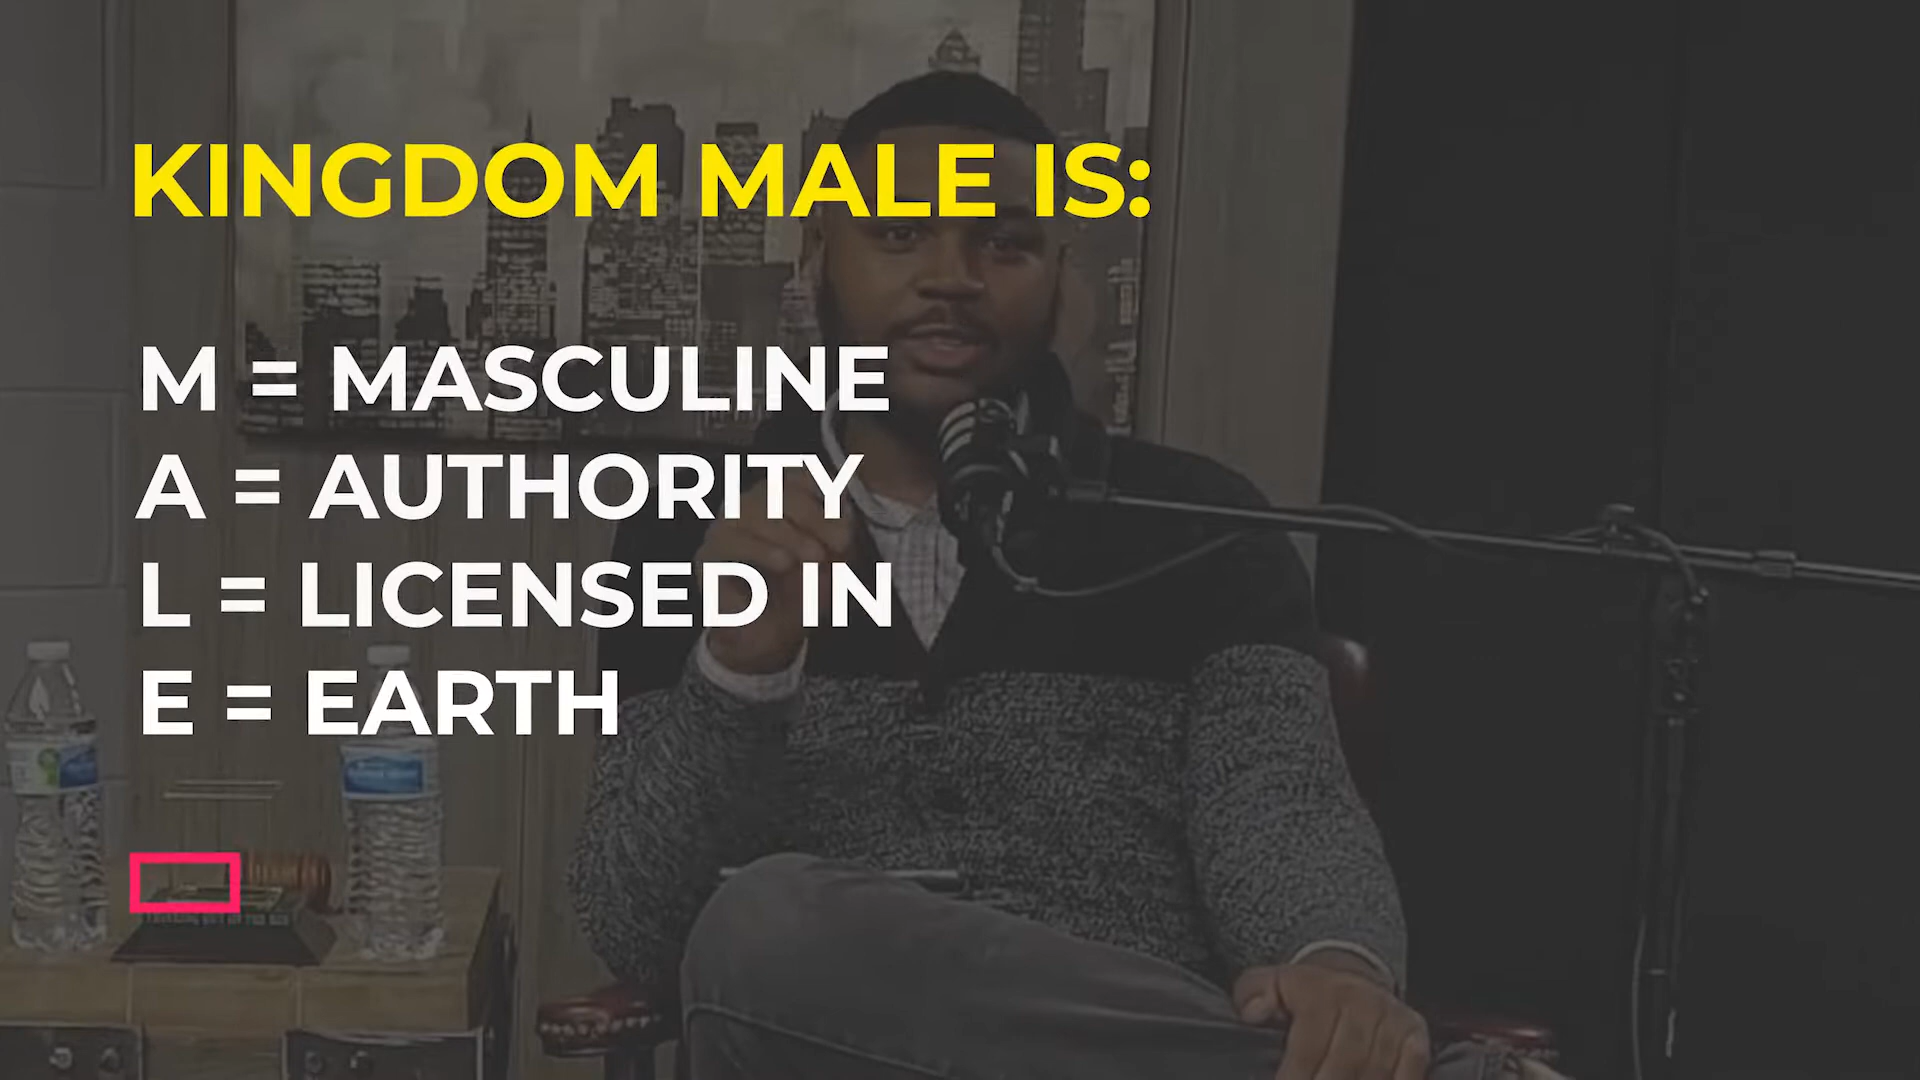 KINGDOM MALE IS:
M = MASCULINE
A = AUTHORITY
L = LICENSED IN
E = EARTH